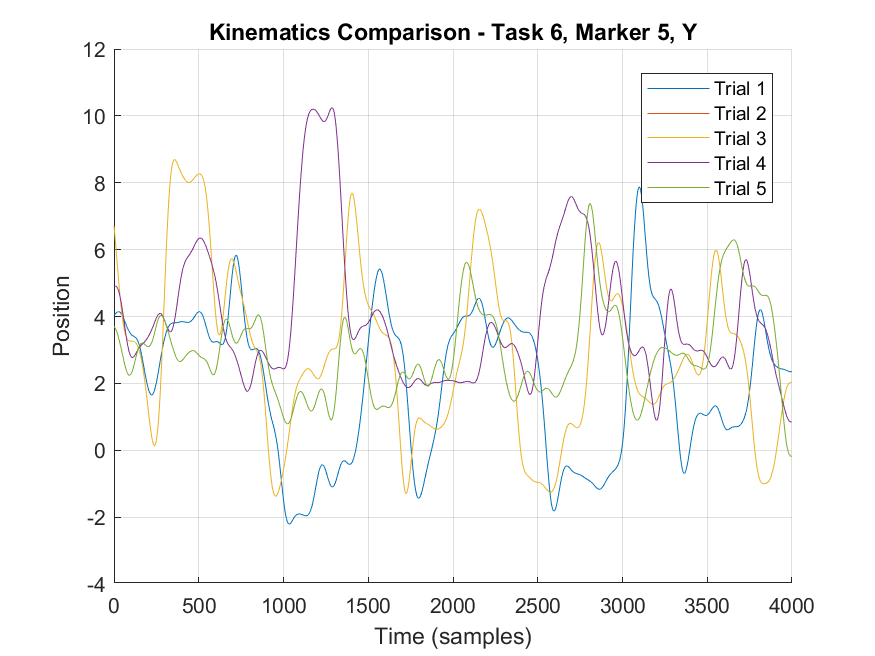 Kinematics Comparison - Task 6, Marker 5, Y
12
10
8
6
4
2
0
-2
-4
Position
0 500 1000 1500 2000 2500 3000 3500 4000
Time (samples)
Trial 1
Trial 2
Trial 3
Trial 4
Trial 5